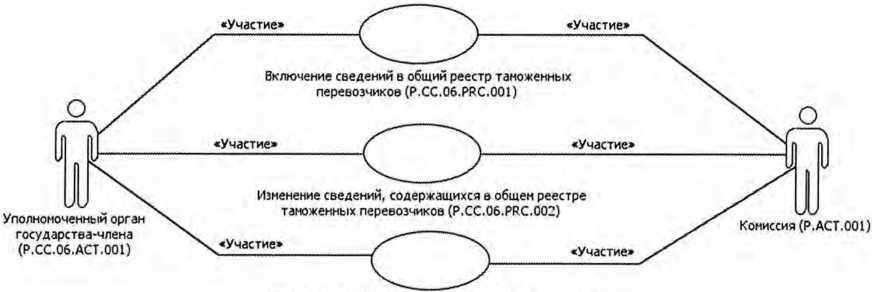 «Участие»
«Участие»
Включение сведений в общий реестр таможенных
перевозчиков (P.CC.06.PRC.001)
«Участие»
«Участие»
Изменение сведений, содержащихся в общем реестре
таможенных перевозчиков (P.CC.06.PRC.002)
Уполномоченный орган
государства-члена
(P.CC.06.ACT.001)
Комиссия (P.ACT.001)
«Участие»
«Участие»